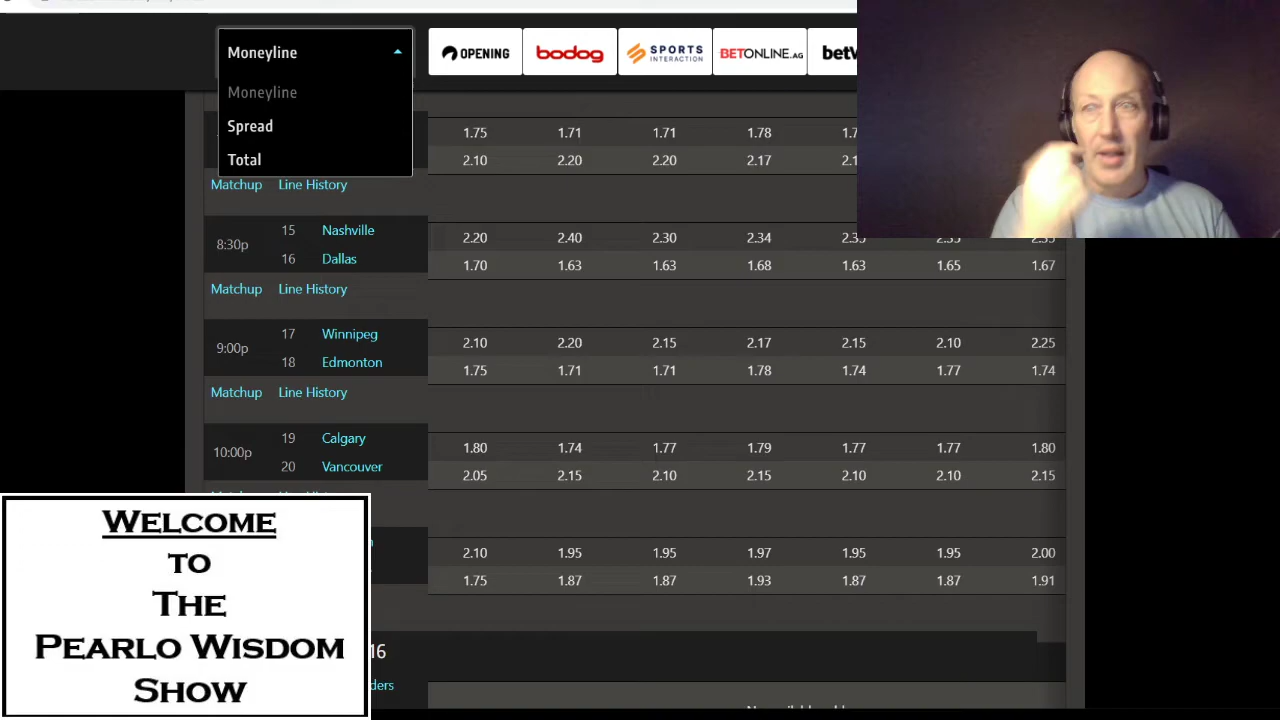 Moneyline
OPENING bodog SPORTS INTERACTION BETONLINE.AG
Moneyline
Spread
Total
1.75 1.71 1.71 1.78
2.10 2.20 2.20 2.17
Matchup Line History
8:30p
15 Nashville 2.20 2.40 2.30 2.34
16 Dallas 1.70 1.63 1.63 1.68 1.63 1.65 1.67
Matchup Line History
9:00p
17 Winnipeg 2.10 2.20 2.15 2.17 2.15 2.10 2.25
18 Edmonton 1.75 1.71 1.71 1.78 1.74 1.77 1.74
Matchup Line History
10:00p
19 Calgary 1.80 1.74 1.77 1.79 1.77 1.77 1.80
20 Vancouver 2.05 2.15 2.10 2.15 2.10 2.10 2.15
2.10 1.95 1.95 1.97 1.95 1.95 2.00
1.75 1.87 1.87 1.93 1.87 1.87 1.91
16
ders
Welcome
to
The
Pearlo Wisdom
Show